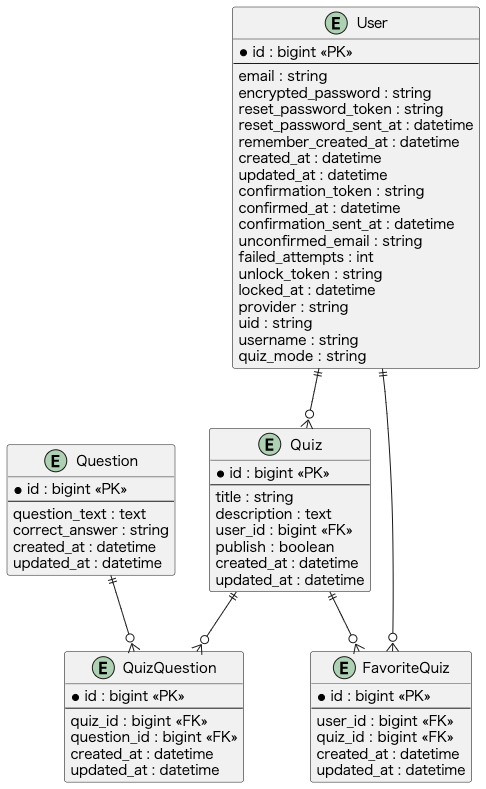 E User
id : bigint «PK»
email : string
encrypted_password : string
reset_password_token : string
reset_password_sent_at : datetime
remember_created_at : datetime
created_at : datetime
updated_at : datetime
confirmation_token : string
confirmed_at : datetime
confirmation_sent_at : datetime
unconfirmed_email : string
failed_attempts : int
unlock_token : string
locked_at : datetime
provider : string
uid : string
username : string
quiz_mode : string
E Question
id : bigint «PK»
question_text : text
correct_answer : string
created_at : datetime
updated_at : datetime
E Quiz
id : bigint «PK»
title : string
description : text
user_id : bigint «FK»
publish : boolean
created_at : datetime
updated_at : datetime
E QuizQuestion
id : bigint «PK»
quiz_id : bigint «FK»
question_id : bigint «FK»
created_at : datetime
updated_at : datetime
E FavoriteQuiz
id : bigint «PK»
user_id : bigint «FK»
quiz_id : bigint «FK»
created_at : datetime
updated_at : datetime